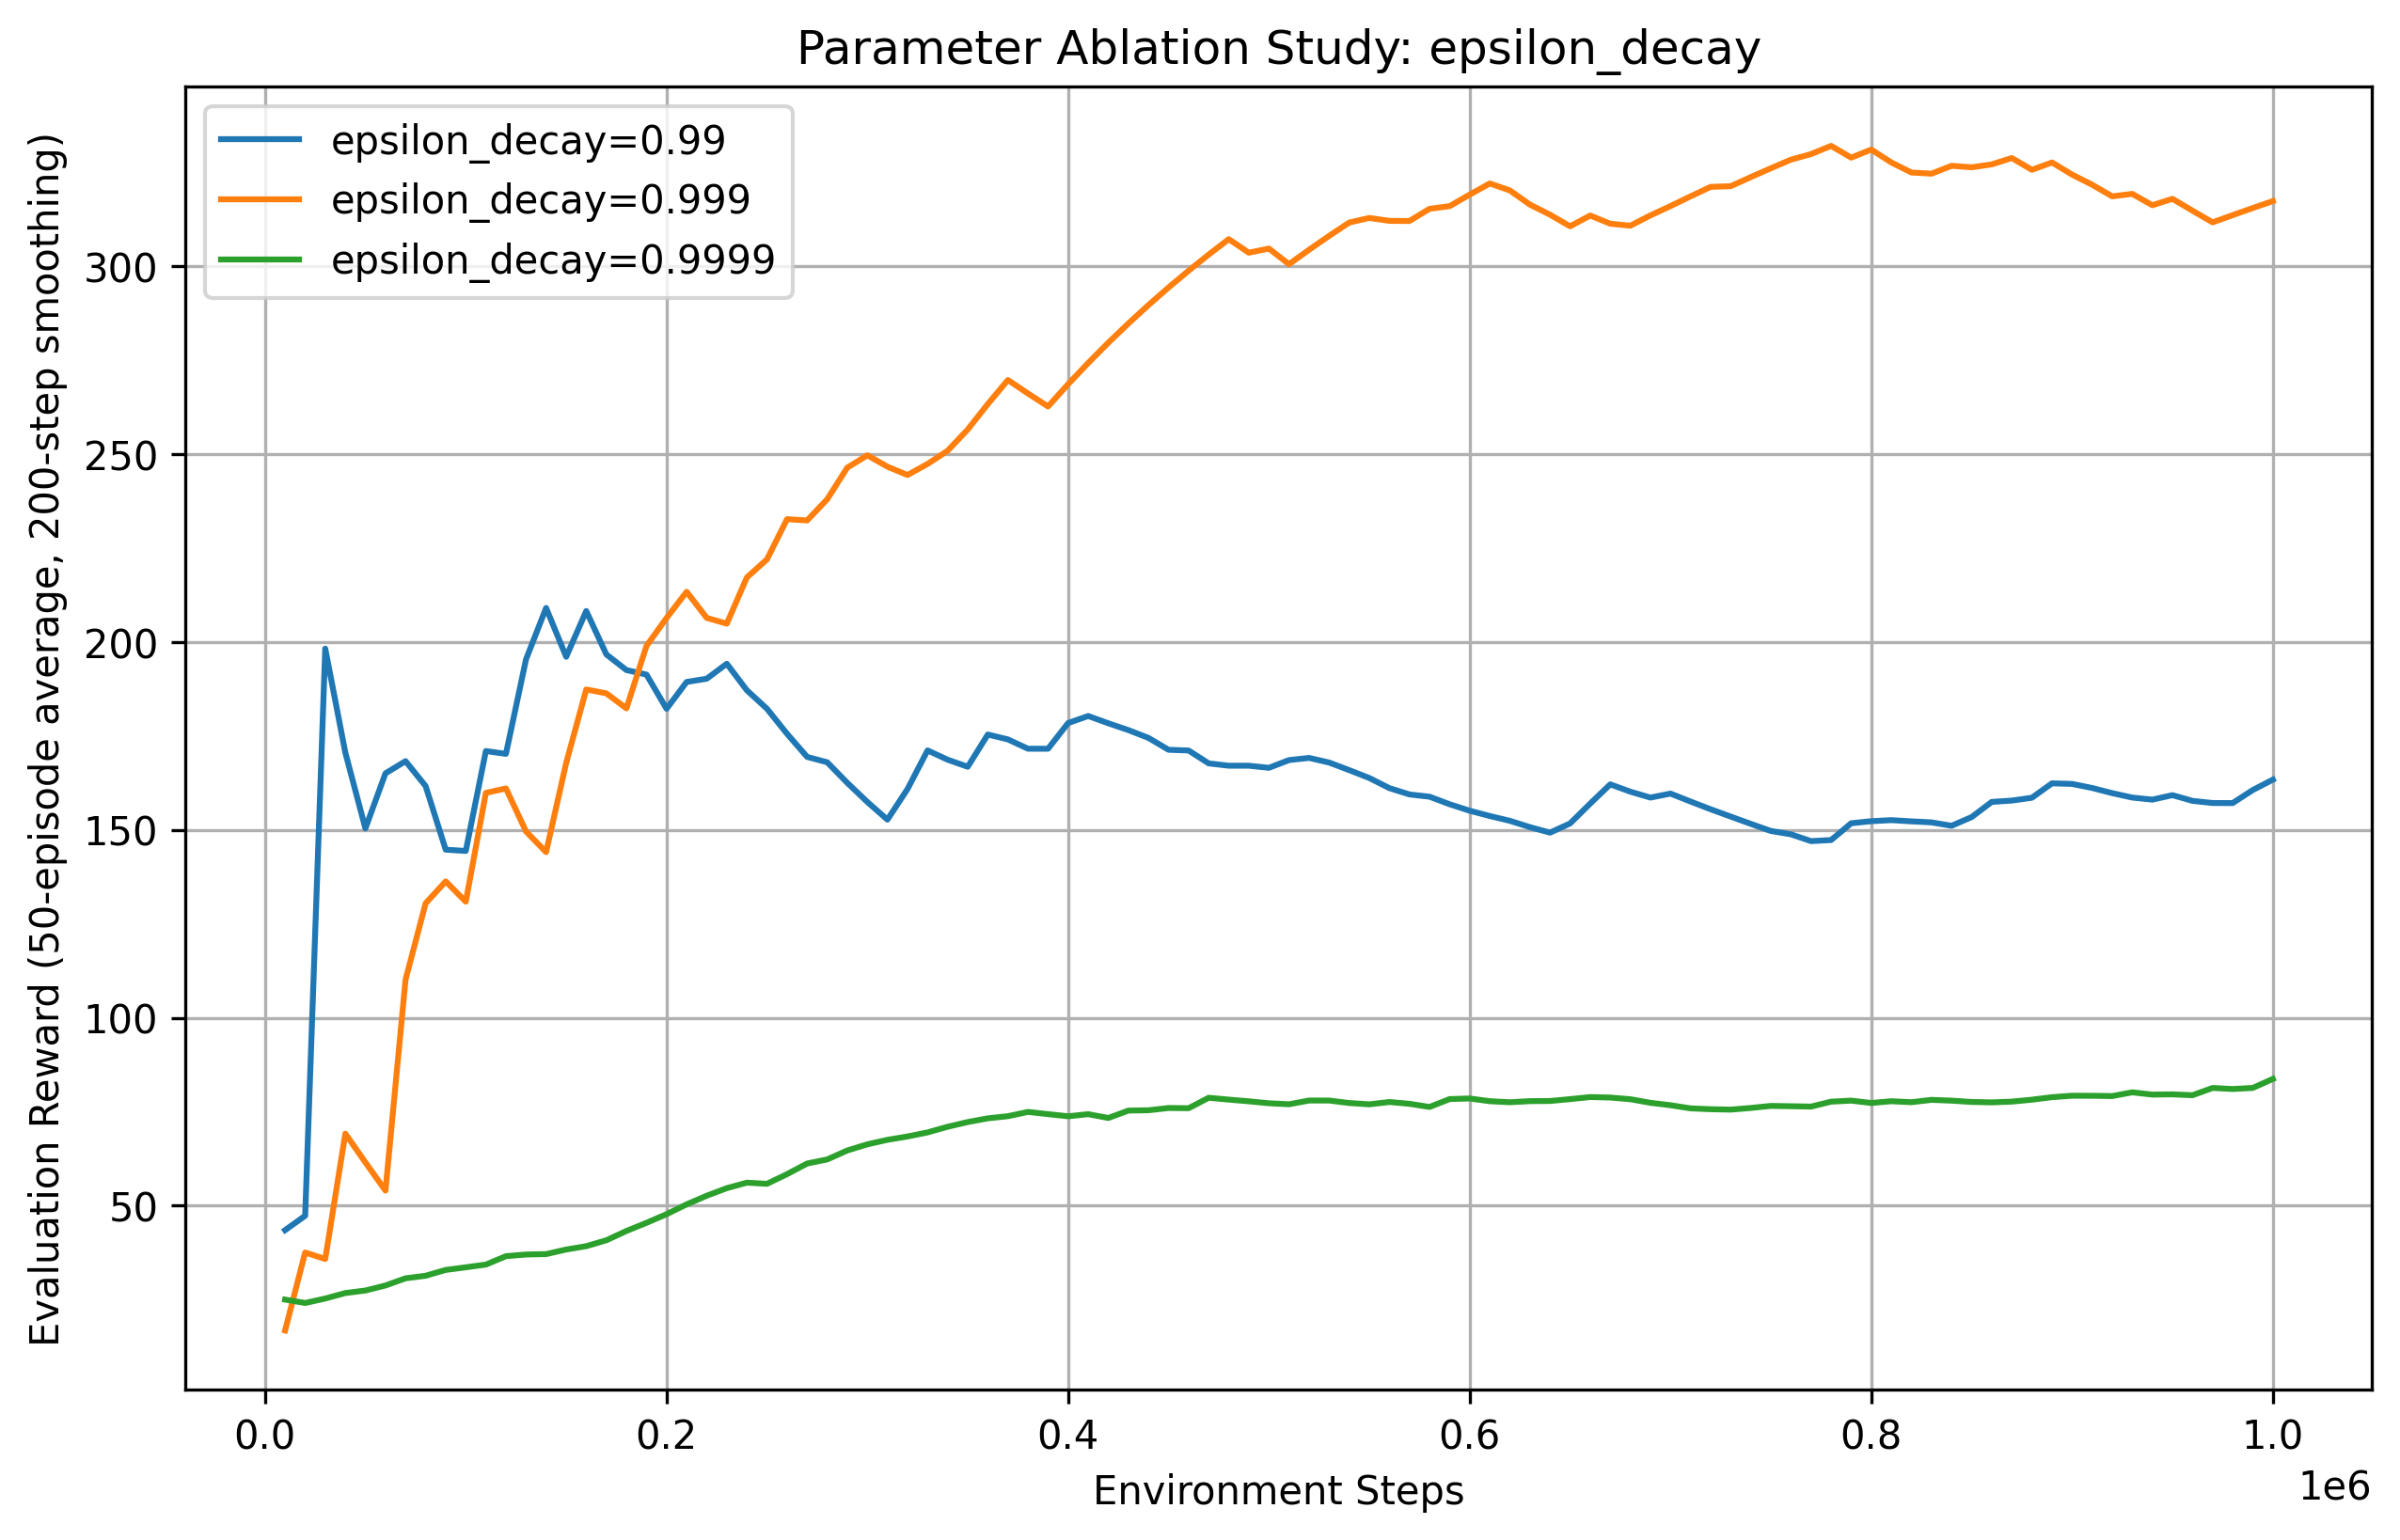 Parameter Ablation Study: epsilon_decay
epsilon_decay=0.99
epsilon_decay=0.999
epsilon_decay=0.9999
Evaluation Reward (50-episode average, 200-step smoothing)
300
250
200
150
100
50
0.0 0.2 0.4 0.6 0.8 1.0
1e6
Environment Steps